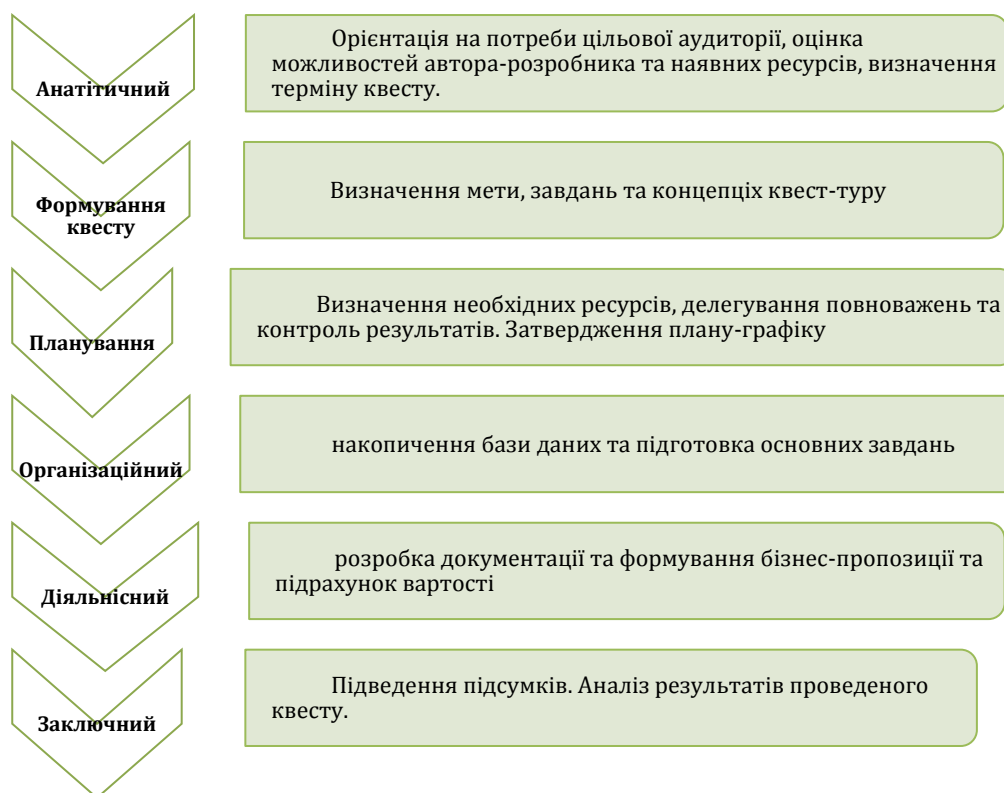 Анатітичний
Орієнтація на потреби цільової аудиторії, оцінка
можливостей автора-розробника та наявних ресурсів, визначення
терміну квесту.
Формування
квесту
Визначення мети, завдань та концепціх квест-туру
Планування
Визначення необхідних ресурсів, делегування повноважень та
контроль результатів. Затвердження плану-графіку
Організаційний
накопичення бази даних та підготовка основних завдань
Діяльнісний
розробка документації та формування бізнес-пропозиції та
підрахунок вартості
Заключний
Підведення підсумків. Аналіз результатів проведеного
квесту.